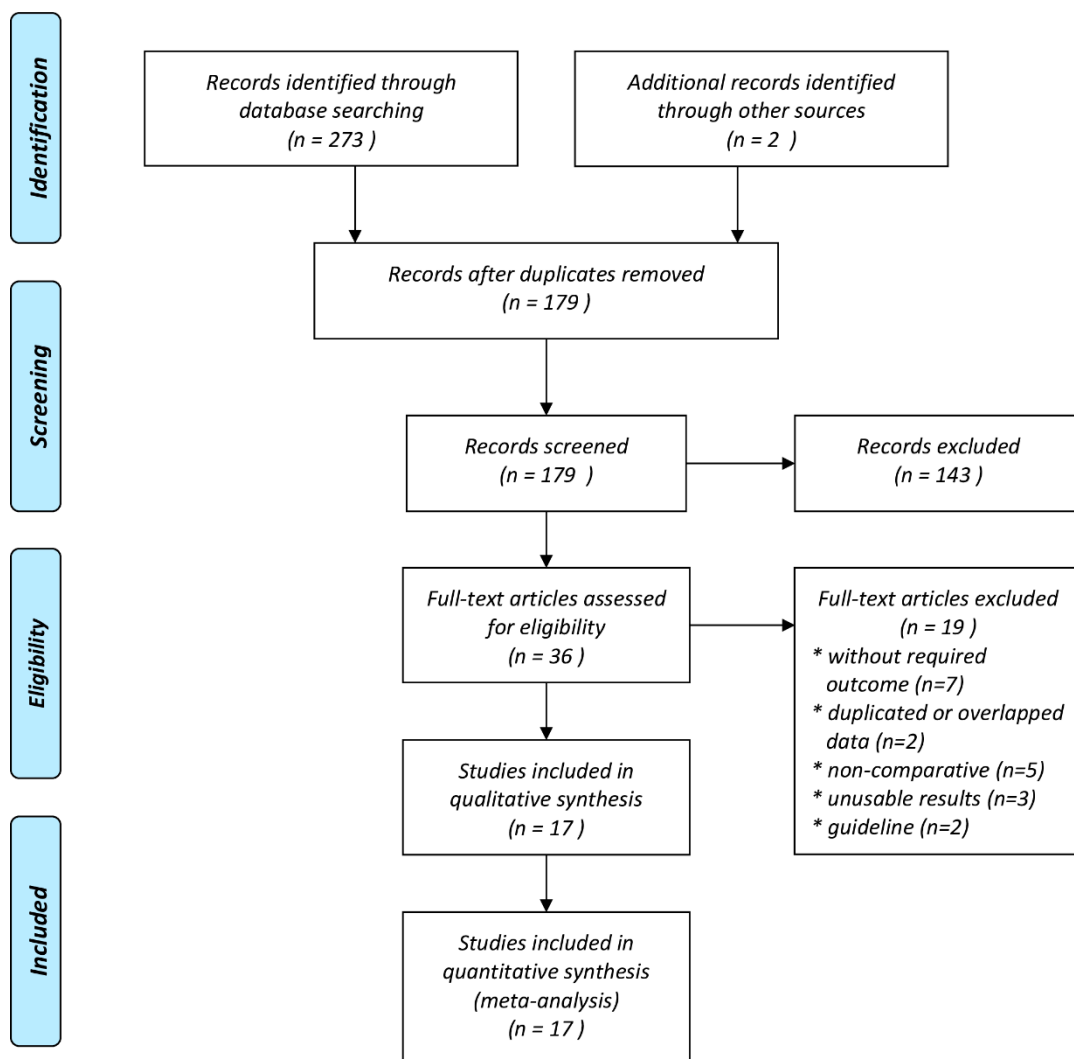 Identification
Records identified through
database searching
(n = 273 )
Additional records identified
through other sources
(n = 2 )
Records after duplicates removed
(n = 179 )
Screening
Records screened
(n = 179 )
Records excluded
(n = 143 )
Eligibility
Full-text articles assessed
for eligibility
(n = 36 )
Full-text articles excluded
(n = 19 )
* without required
outcome (n=7)
* duplicated or overlapped
data (n=2)
* non-comparative (n=5)
* unusable results (n=3)
* guideline (n=2)
Studies included in
qualitative synthesis
(n = 17 )
Included
Studies included in
quantitative synthesis
(meta-analysis)
(n = 17 )